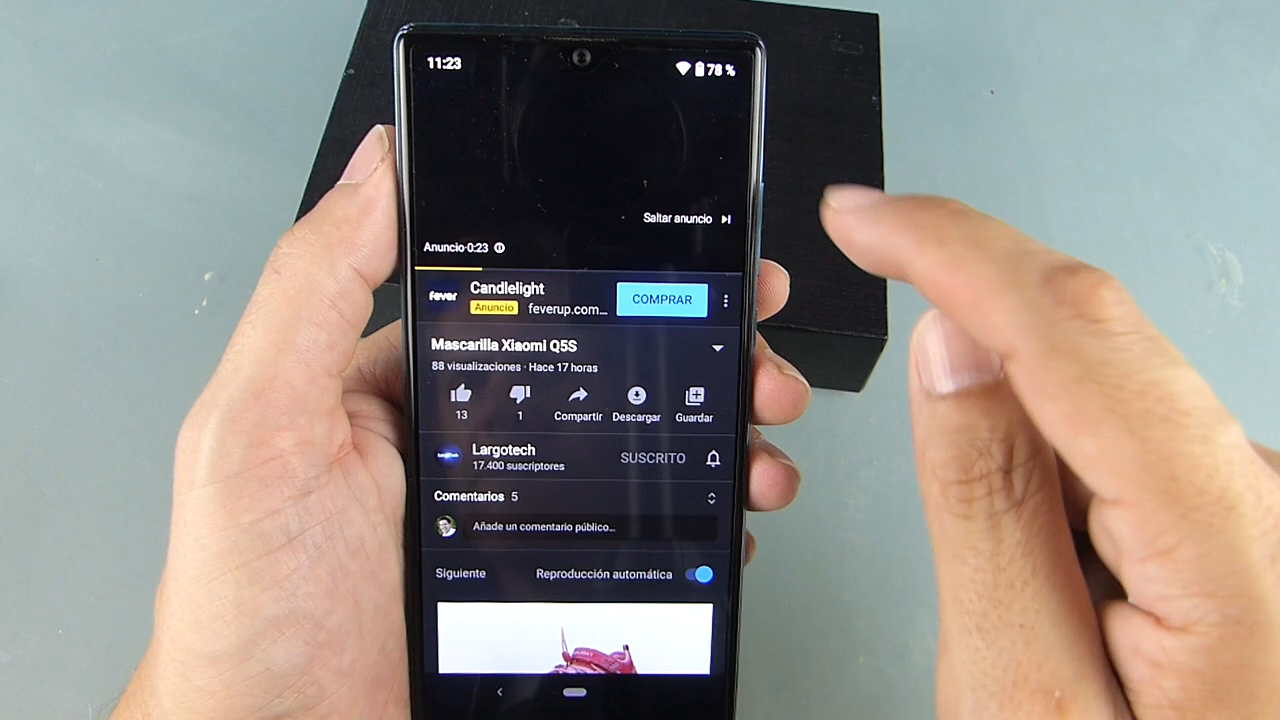 11:23
78 %
Saltar anuncio
Anuncio·0:23
fever
Candlelight
Anuncio feverup.com...
COMPRAR
Mascarilla Xiaomi Q5S
88 visualizaciones · Hace 17 horas
13 1 Compartir Descargar Guardar
Largotech
17.400 suscriptores
SUSCRITO
Comentarios 5
Añade un comentario público...
Siguiente Reproducción automática